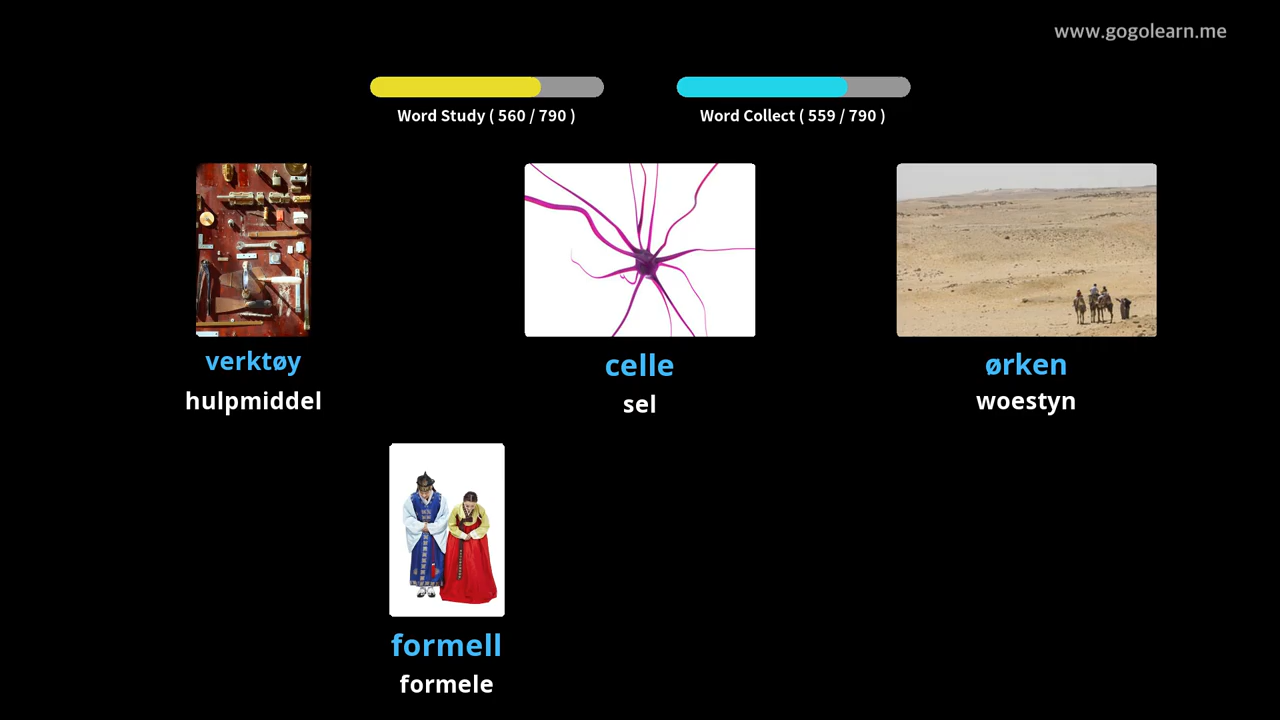 www.gogolearn.me
Word Study ( 560 / 790 )
Word Collect ( 559 / 790 )
verktøy
hulpmiddel
celle
sel
ørken
woestyn
formell
formele